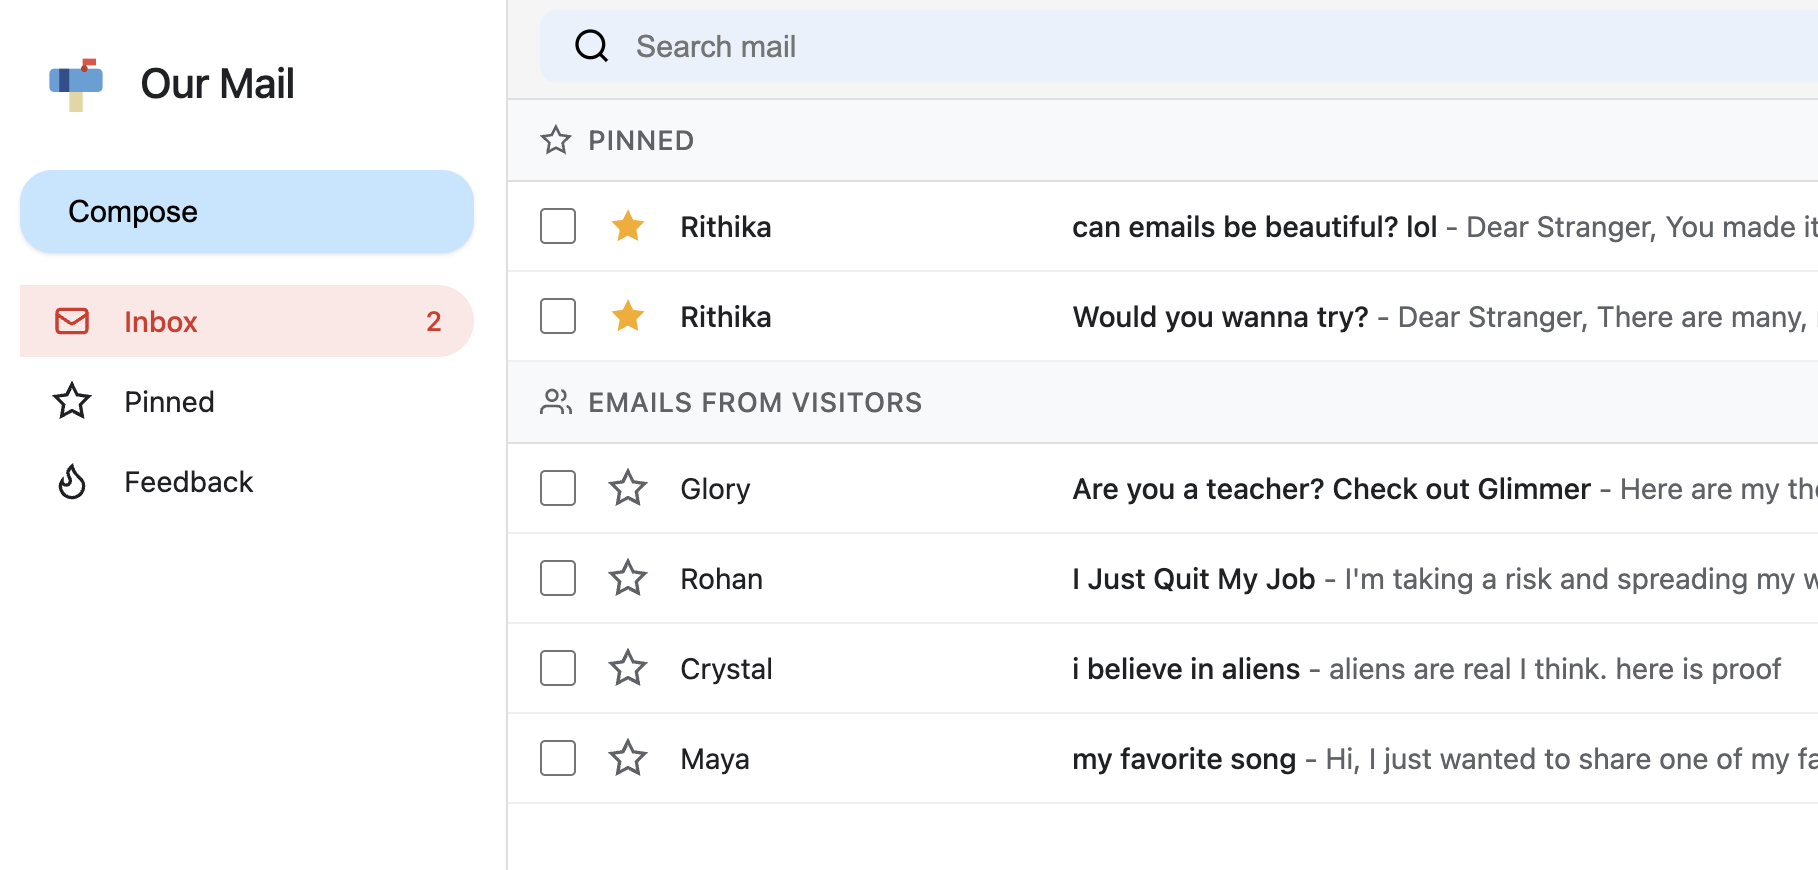 Our Mail
Compose
Inbox 2
Pinned
Feedback
Search mail
PINNED
Rithika can emails be beautiful? lol - Dear Stranger, You made it
Rithika Would you wanna try? - Dear Stranger, There are many,
EMAILS FROM VISITORS
Glory Are you a teacher? Check out Glimmer - Here are my
Rohan I Just Quit My Job - I'm taking a risk and spreading my
Crystal i believe in aliens - aliens are real I think. here is proof
Maya my favorite song - Hi, I just wanted to share one of my